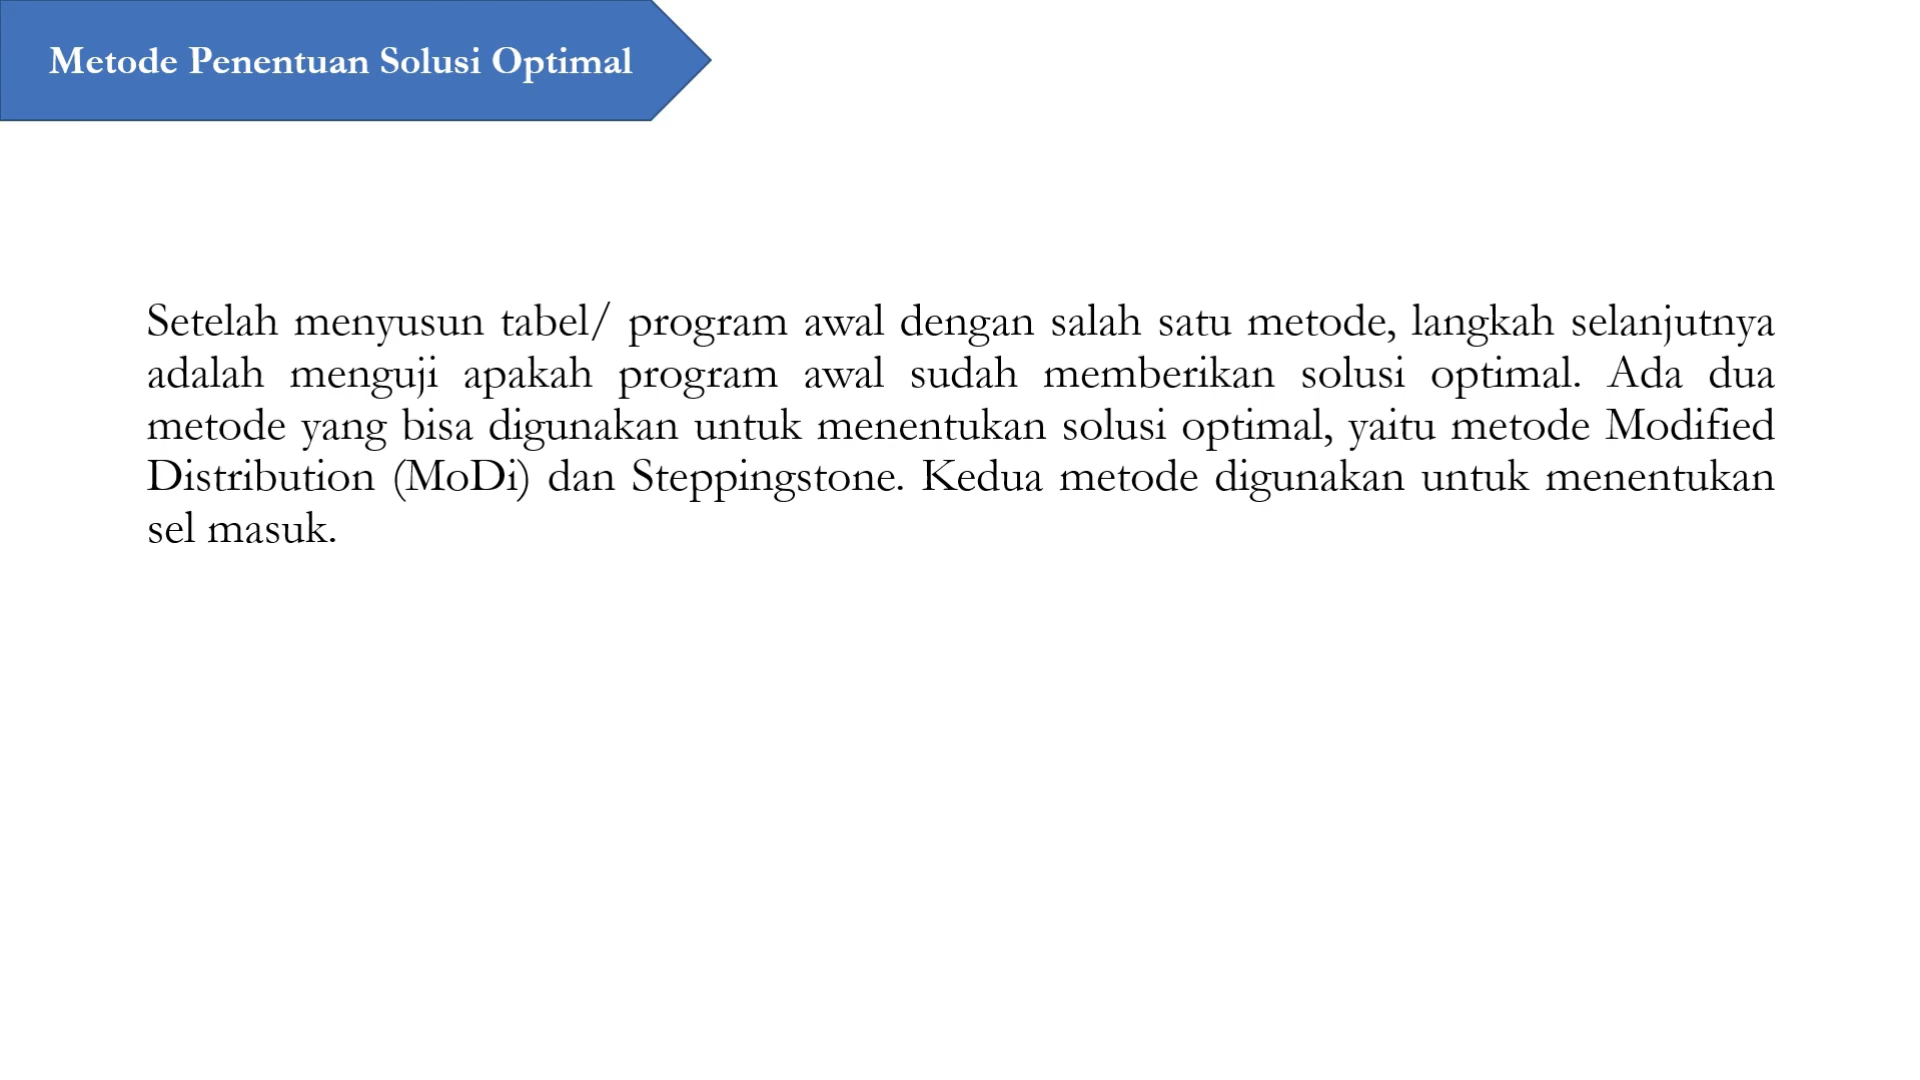 Metode Penentuan Solusi Optimal
Setelah menyusun tabel/ program awal dengan salah satu metode, langkah selanjutnya
adalah menguji apakah program awal sudah memberikan solusi optimal. Ada dua
metode yang bisa digunakan untuk menentukan solusi optimal, yaitu metode Modified
Distribution (MoDi) dan Steppingstone. Kedua metode digunakan untuk menentukan
sel masuk.